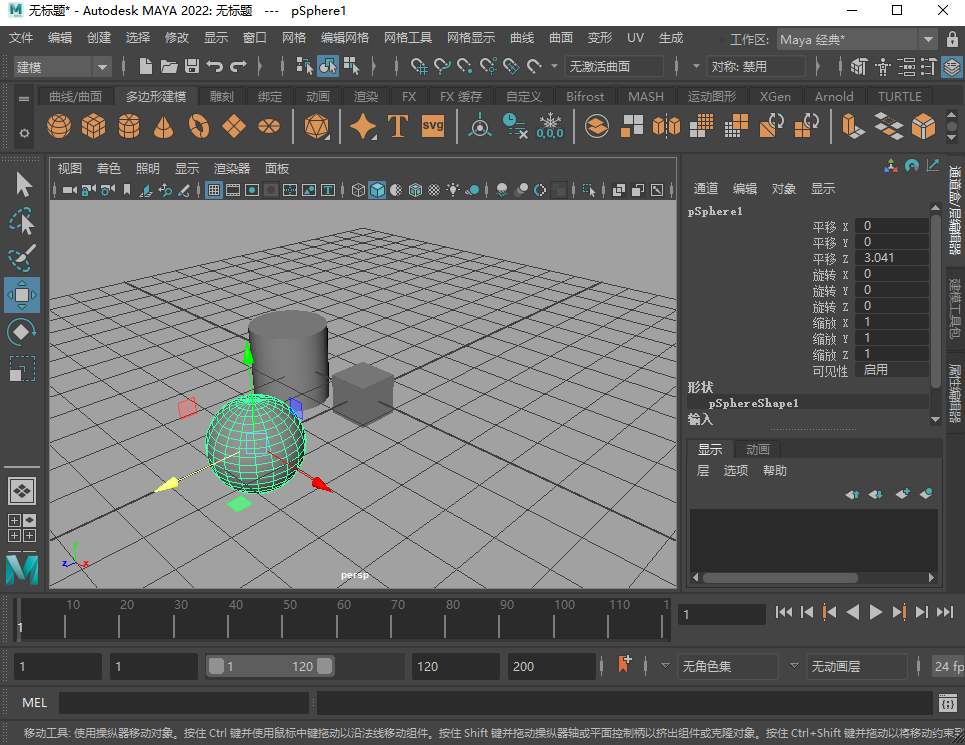 无标题* - Autodesk MAYA 2022: 无标题 --- pSphere1
文件 编辑 创建 选择 修改 显示 窗口 网格 编辑网格 网格工具 网格显示 曲线 曲面 变形 UV 生成 工作区: Maya 经典*
建模 无激活曲面 对称: 禁用
曲线/曲面 多边形建模 雕刻 绑定 动画 渲染 FX FX 缓存 自定义 Bifrost MASH 运动图形 XGen Arnold TURTLE
T svg 0,0,0
视图 着色 照明 显示 渲染器 面板
通道 编辑 对象 显示
pSphere1
平移 X 0
平移 Y 0
平移 Z 3.041
旋转 X 0
旋转 Y 0
旋转 Z 0
缩放 X 1
缩放 Y 1
缩放 Z 1
可见性 启用
形状
pSphereShape1
输入
通道盒/层编辑器
建模工具包
属性编辑器
显示 动画
层 选项 帮助
y
z x
persp
10 20 30 40 50 60 70 80 90 100 110 1
1
1
1 1 1 120 120 200 无角色集 无动画层 24 fp
MEL
移动工具: 使用操纵器移动对象。按住 Ctrl 键并使用鼠标中键拖动以沿法线移动组件。按住 Shift 键并拖动操纵器轴或平面控制柄以挤出组件或克隆对象。按住 Ctrl+Shift 键并拖动以将移动约束到